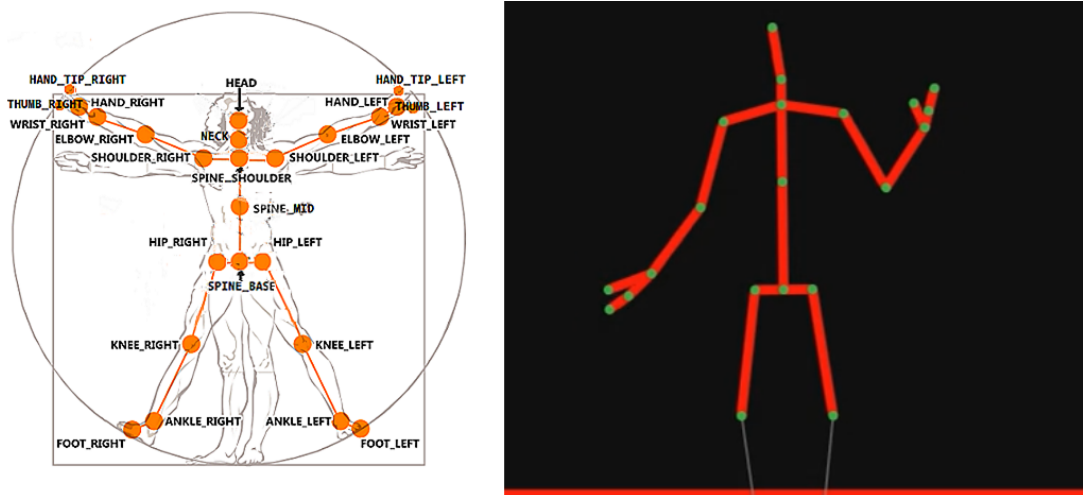 HAND_TIP_RIGHT
HAND_TIP_LEFT
HEAD
THUMB_RIGHT
HAND_RIGHT
HAND_LEFT
THUMB_LEFT
WRIST_RIGHT
WRIST_LEFT
ELBOW_RIGHT
NECK
ELBOW_LEFT
SHOULDER_RIGHT
SHOULDER_LEFT
SPINE_SHOULDER
SPINE_MID
HIP_RIGHT
HIP_LEFT
SPINE_BASE
KNEE_RIGHT
KNEE_LEFT
ANKLE_RIGHT
ANKLE_LEFT
FOOT_RIGHT
FOOT_LEFT